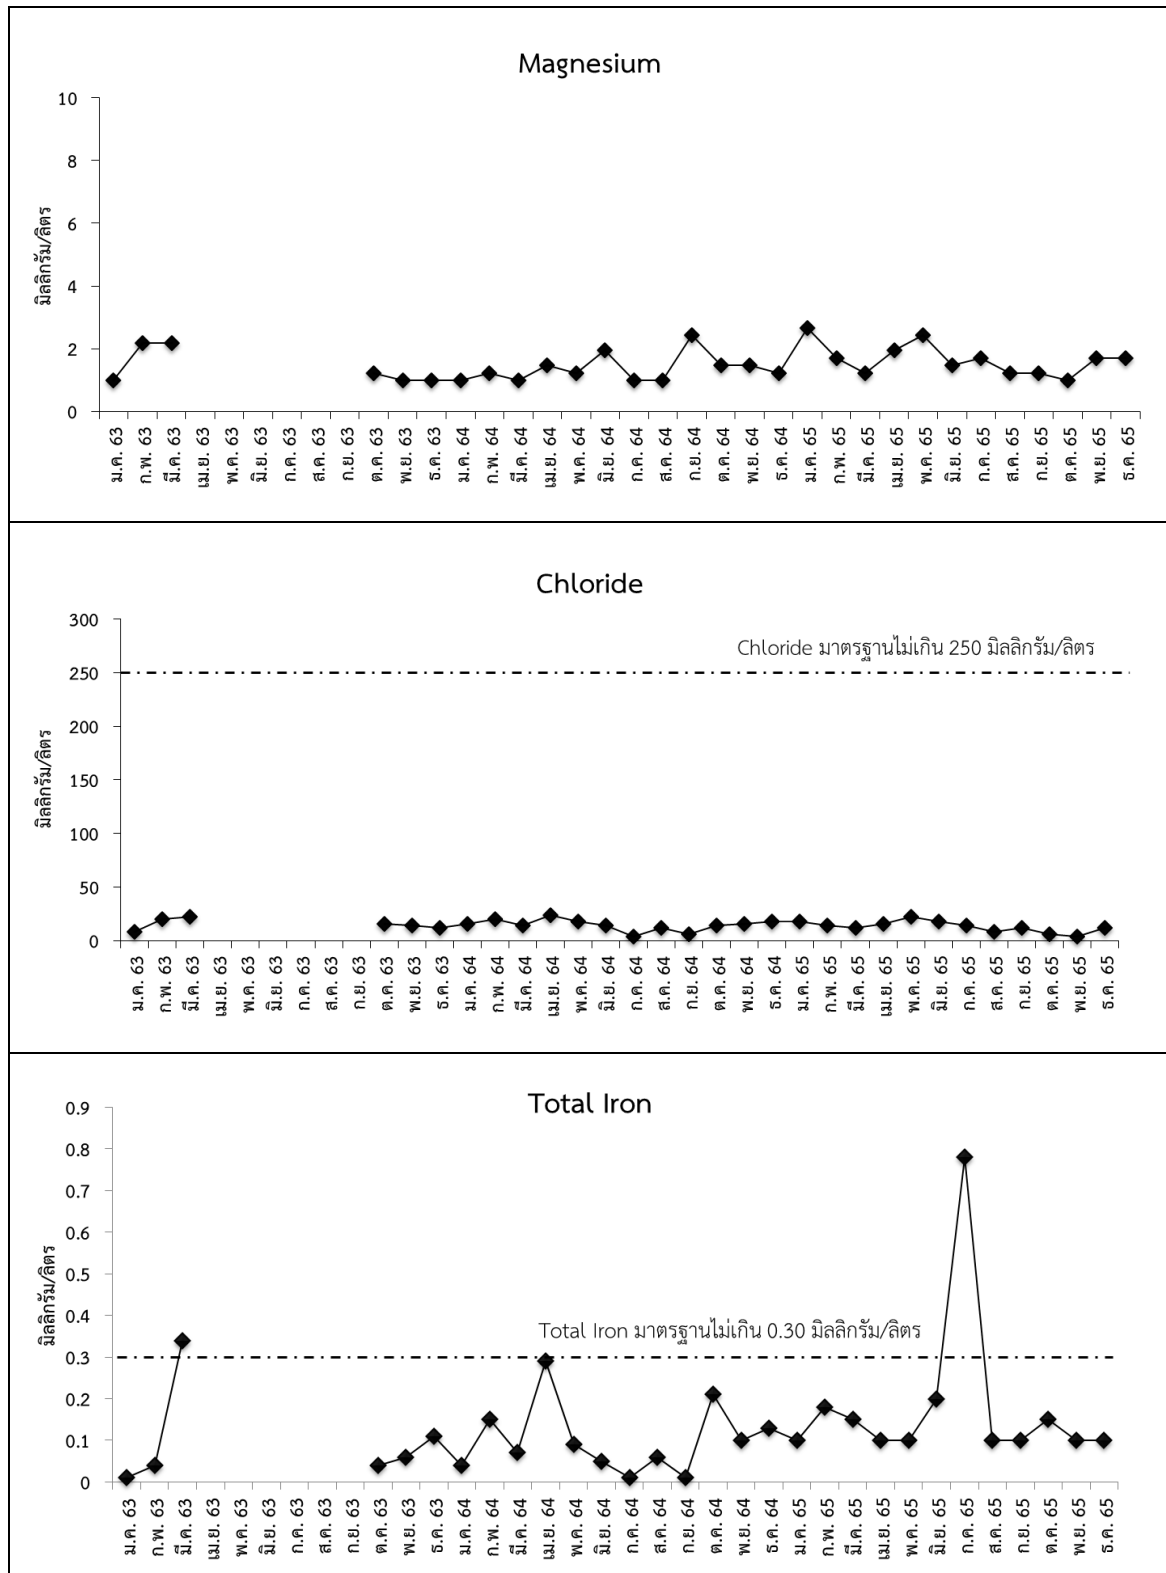 Magnesium
10
8
6
4
2
0
มิลลิกรัม/ลิตร
ม.ค. 63
ก.พ. 63
มี.ค. 63
เม.ย. 63
พ.ค. 63
มิ.ย. 63
ก.ค. 63
ส.ค. 63
ก.ย. 63
ต.ค. 63
พ.ย. 63
ธ.ค. 63
ม.ค. 64
ก.พ. 64
มี.ค. 64
เม.ย. 64
พ.ค. 64
มิ.ย. 64
ก.ค. 64
ส.ค. 64
ก.ย. 64
ต.ค. 64
พ.ย. 64
ธ.ค. 64
ม.ค. 65
ก.พ. 65
มี.ค. 65
เม.ย. 65
พ.ค. 65
มิ.ย. 65
ก.ค. 65
ส.ค. 65
ก.ย. 65
ต.ค. 65
พ.ย. 65
ธ.ค. 65
Chloride
300
250
200
150
100
50
0
มิลลิกรัม/ลิตร
Chloride มาตรฐานไม่เกิน 250 มิลลิกรัม/ลิตร
ม.ค. 63
ก.พ. 63
มี.ค. 63
เม.ย. 63
พ.ค. 63
มิ.ย. 63
ก.ค. 63
ส.ค. 63
ก.ย. 63
ต.ค. 63
พ.ย. 63
ธ.ค. 63
ม.ค. 64
ก.พ. 64
มี.ค. 64
เม.ย. 64
พ.ค. 64
มิ.ย. 64
ก.ค. 64
ส.ค. 64
ก.ย. 64
ต.ค. 64
พ.ย. 64
ธ.ค. 64
ม.ค. 65
ก.พ. 65
มี.ค. 65
เม.ย. 65
พ.ค. 65
มิ.ย. 65
ก.ค. 65
ส.ค. 65
ก.ย. 65
ต.ค. 65
พ.ย. 65
ธ.ค. 65
Total Iron
0.9
0.8
0.7
0.6
0.5
0.4
0.3
0.2
0.1
0
มิลลิกรัม/ลิตร
Total Iron มาตรฐานไม่เกิน 0.30 มิลลิกรัม/ลิตร
ม.ค. 63
ก.พ. 63
มี.ค. 63
เม.ย. 63
พ.ค. 63
มิ.ย. 63
ก.ค. 63
ส.ค. 63
ก.ย. 63
ต.ค. 63
พ.ย. 63
ธ.ค. 63
ม.ค. 64
ก.พ. 64
มี.ค. 64
เม.ย. 64
พ.ค. 64
มิ.ย. 64
ก.ค. 64
ส.ค. 64
ก.ย. 64
ต.ค. 64
พ.ย. 64
ธ.ค. 64
ม.ค. 65
ก.พ. 65
มี.ค. 65
เม.ย. 65
พ.ค. 65
มิ.ย. 65
ก.ค. 65
ส.ค. 65
ก.ย. 65
ต.ค. 65
พ.ย. 65
ธ.ค. 65